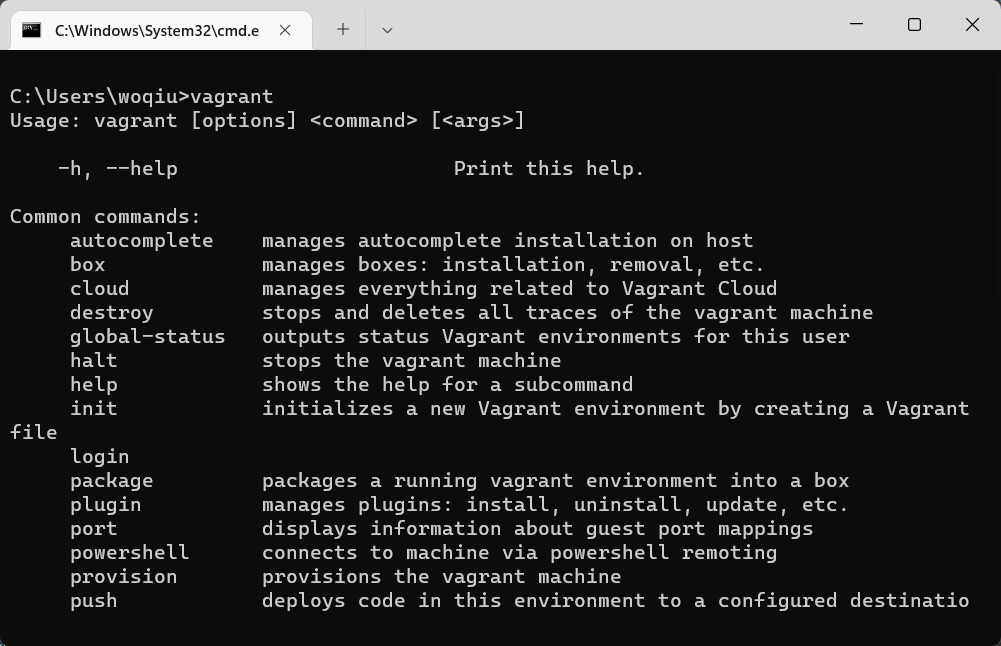 C:\Windows\System32\cmd.e
C:\Users\woqiu>vagrant
Usage: vagrant [options] <command> [<args>]
-h, --help                       Print this help.
Common commands:
autocomplete    manages autocomplete installation on host
box             manages boxes: installation, removal, etc.
cloud           manages everything related to Vagrant Cloud
destroy         stops and deletes all traces of the vagrant machine
global-status   outputs status Vagrant environments for this user
halt            stops the vagrant machine
help            shows the help for a subcommand
init            initializes a new Vagrant environment by creating a Vagrant
file
login
package         packages a running vagrant environment into a box
plugin          manages plugins: install, uninstall, update, etc.
port            displays information about guest port mappings
powershell      connects to machine via powershell remoting
provision       provisions the vagrant machine
push            deploys code in this environment to a configured destinatio